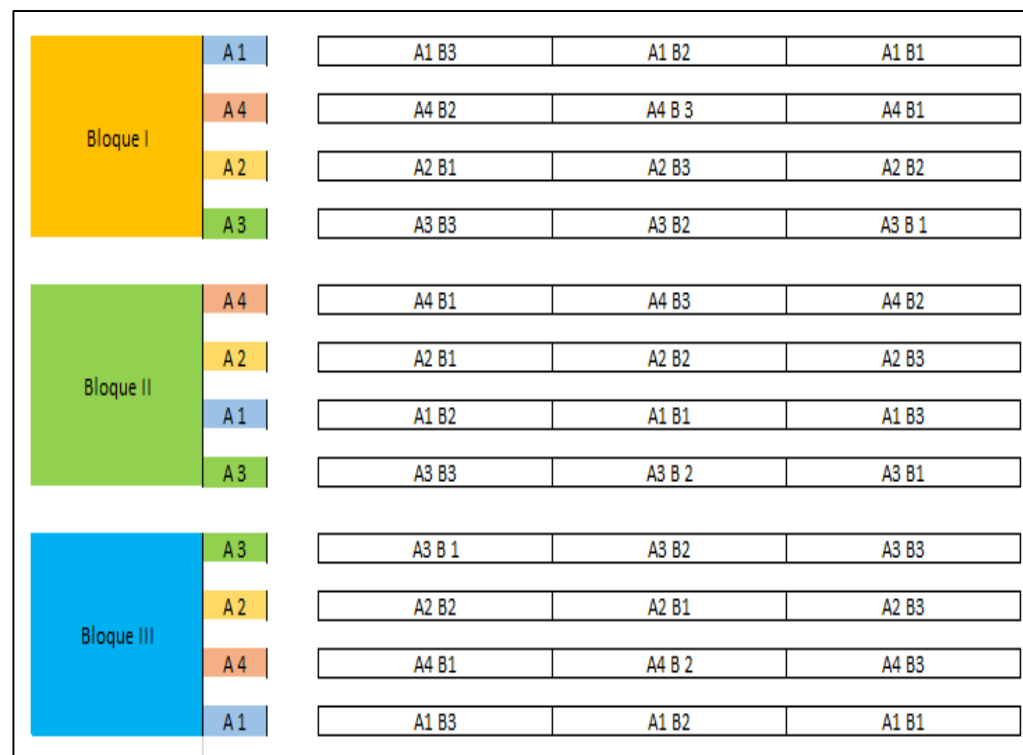 A 1 A1 B3 A1 B2 A1 B1
A 4 A4 B2 A4 B 3 A4 B1
Bloque I
A 2 A2 B1 A2 B3 A2 B2
A 3 A3 B3 A3 B2 A3 B 1
A 4 A4 B1 A4 B3 A4 B2
A 2 A2 B1 A2 B2 A2 B3
Bloque II
A 1 A1 B2 A1 B1 A1 B3
A 3 A3 B3 A3 B 2 A3 B1
A 3 A3 B 1 A3 B2 A3 B3
A 2 A2 B2 A2 B1 A2 B3
Bloque III
A 4 A4 B1 A4 B 2 A4 B3
A 1 A1 B3 A1 B2 A1 B1